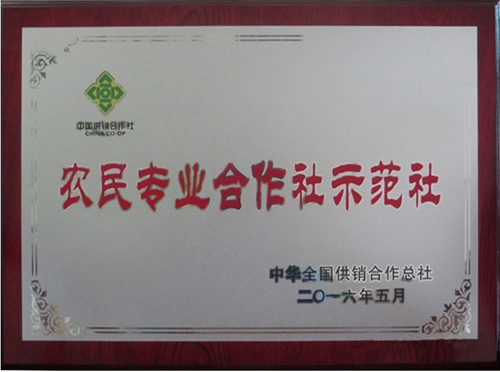 中国供销合作社
CHINA CO-OP
农民专业合作社示范社
中华全国供销合作总社
二〇一六年五月